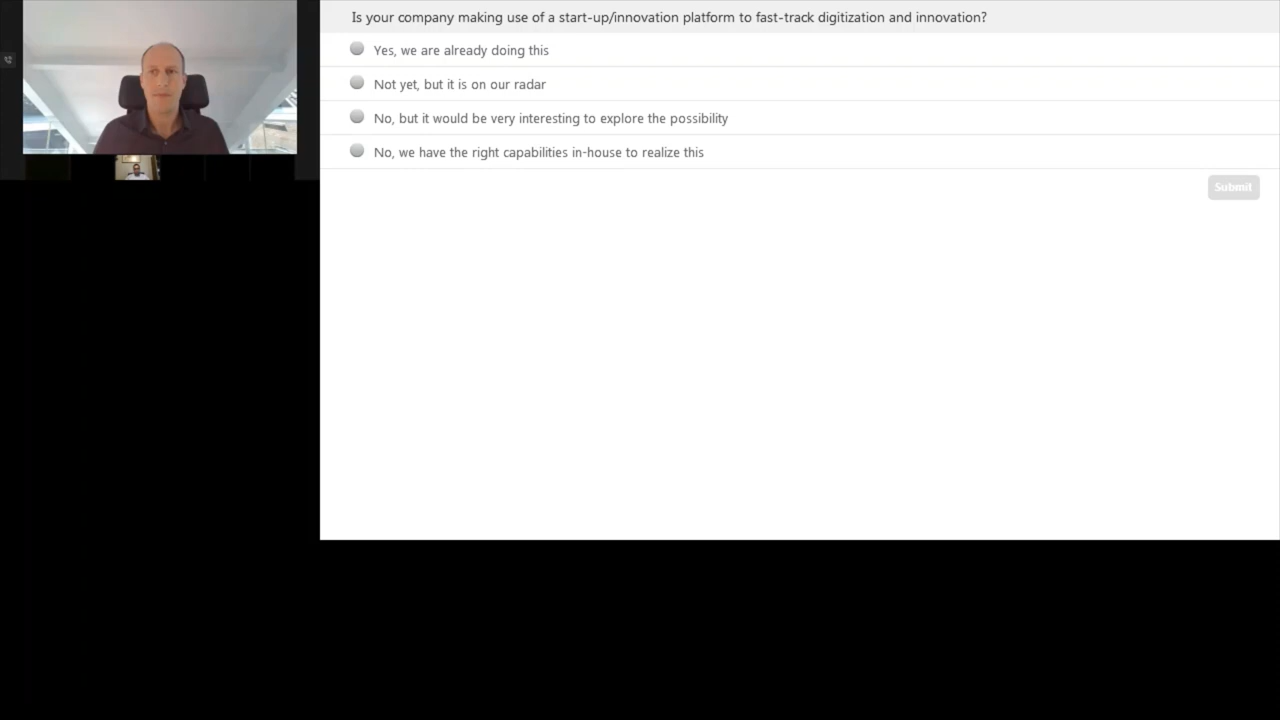 Is your company making use of a start-up/innovation platform to fast-track digitization and innovation?
Yes, we are already doing this
Not yet, but it is on our radar
No, but it would be very interesting to explore the possibility
No, we have the right capabilities in-house to realize this
Submit